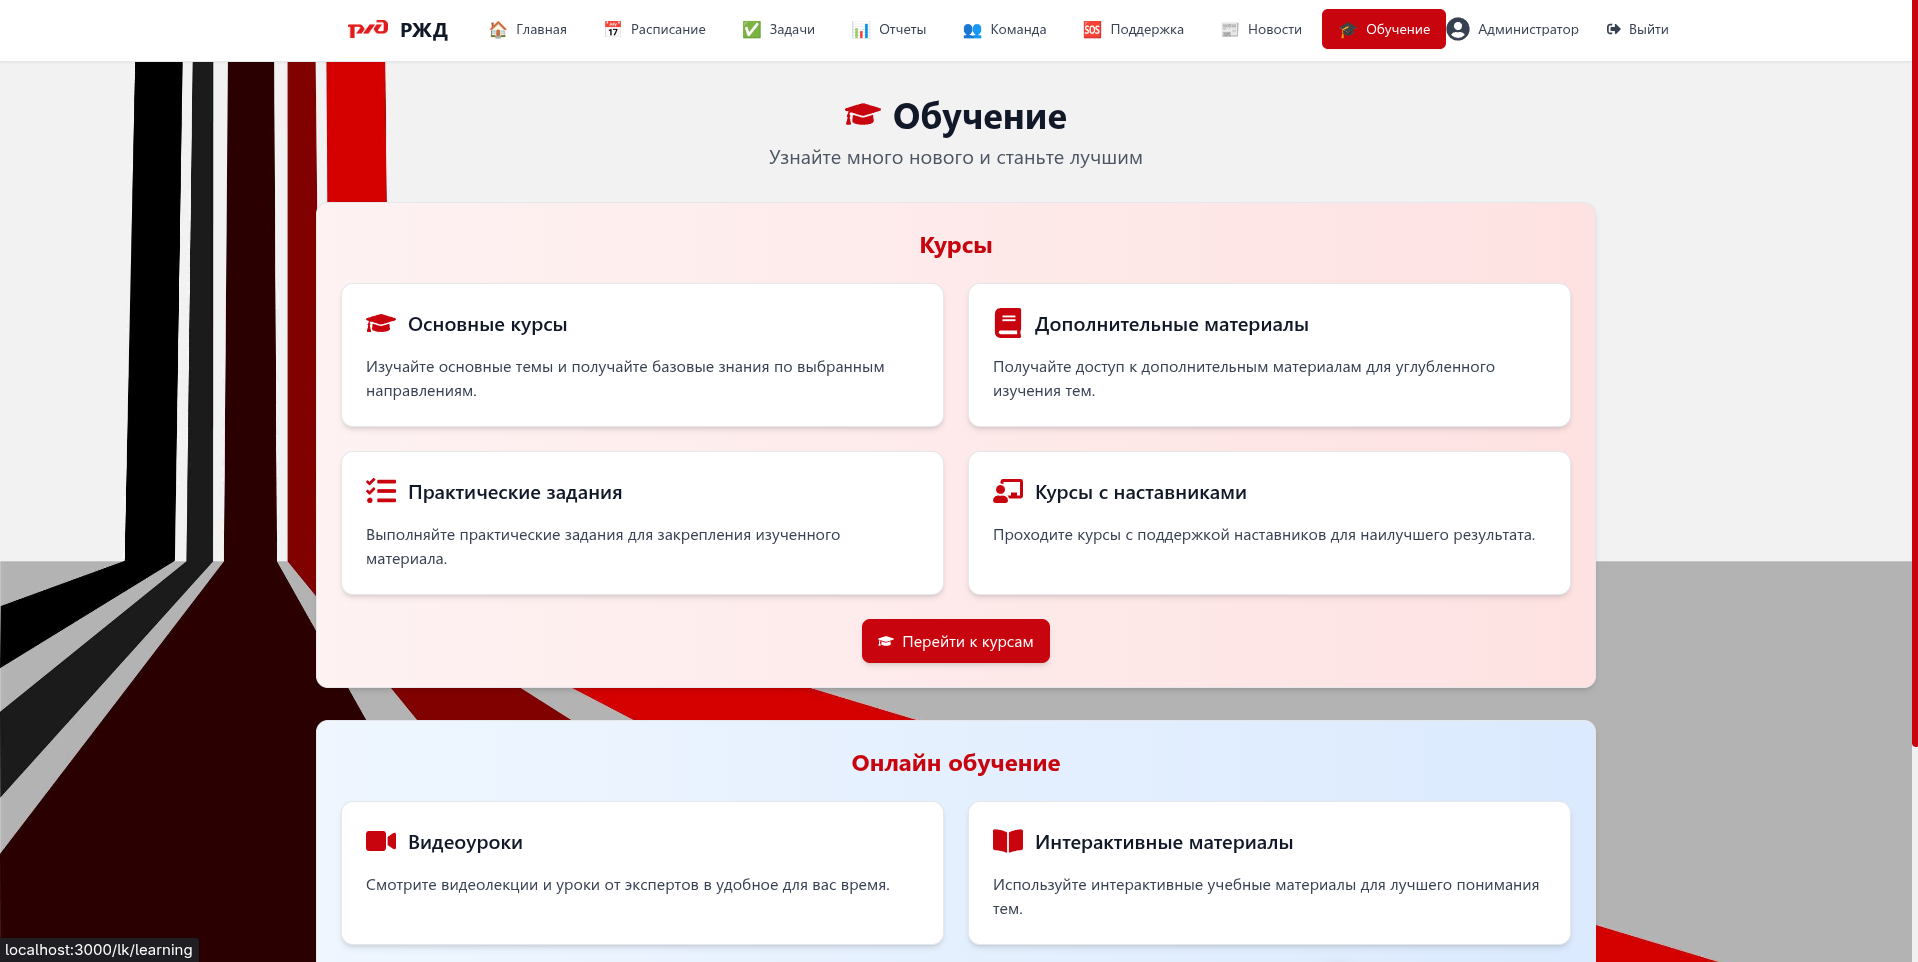 РЖД
Главная
Расписание
Задачи
Отчеты
Команда
SOS
Поддержка
Новости
Обучение
Администратор
Выйти
Обучение
Узнайте много нового и станьте лучшим
Курсы
Основные курсы
Изучайте основные темы и получайте базовые знания по выбранным
направлениям.
Дополнительные материалы
Получайте доступ к дополнительным материалам для углубленного
изучения тем.
Практические задания
Выполняйте практические задания для закрепления изученного
материала.
Курсы с наставниками
Проходите курсы с поддержкой наставников для наилучшего результата.
Перейти к курсам
Онлайн обучение
Видеоуроки
Смотрите видеолекции и уроки от экспертов в удобное для вас время.
Интерактивные материалы
Используйте интерактивные учебные материалы для лучшего понимания
тем.
localhost:3000/lk/learning